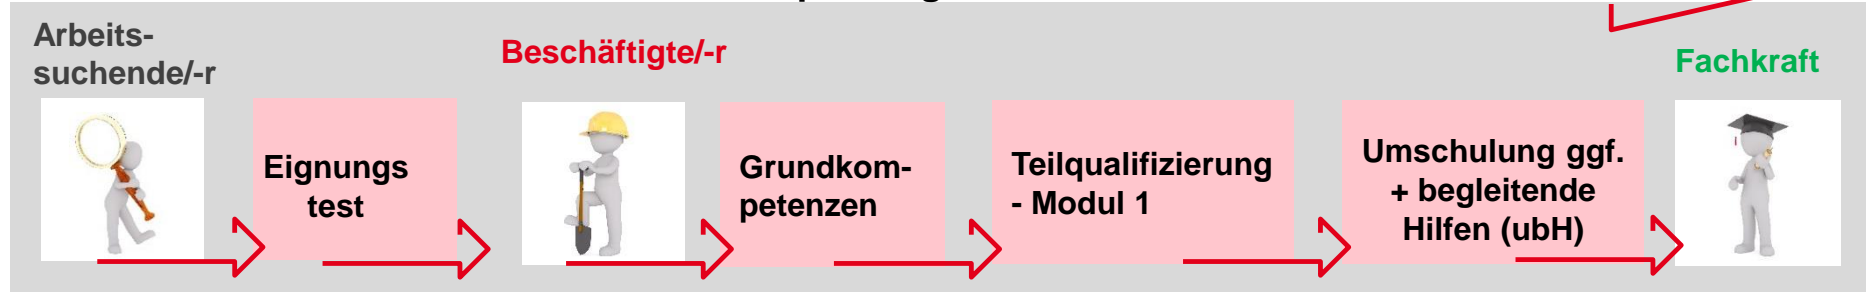 Arbeits-
suchende/-r
Beschäftigte/-r
Fachkraft
Eignungs
test
Grundkom-
petenzen
Teilqualifizierung
- Modul 1
Umschulung ggf.
+ begleitende
Hilfen (ubH)